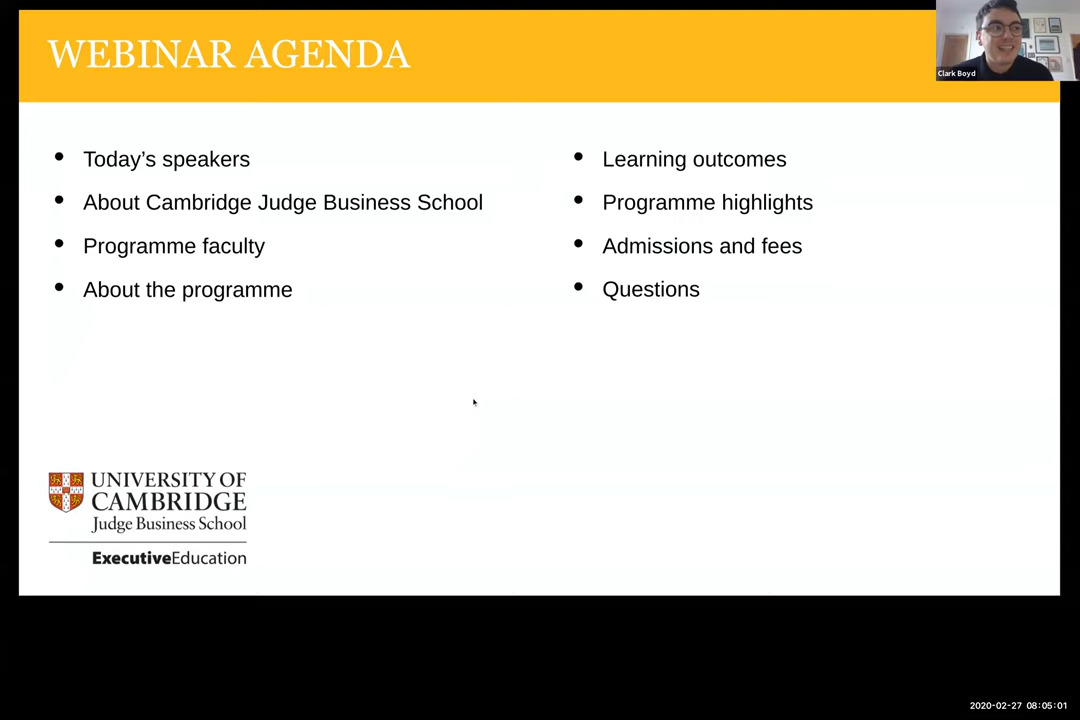 WEBINAR AGENDA
Clark Boyd
Today’s speakers
About Cambridge Judge Business School
Programme faculty
About the programme
Learning outcomes
Programme highlights
Admissions and fees
Questions
UNIVERSITY OF
CAMBRIDGE
Judge Business School
ExecutiveEducation
2020-02-27 08:05:01